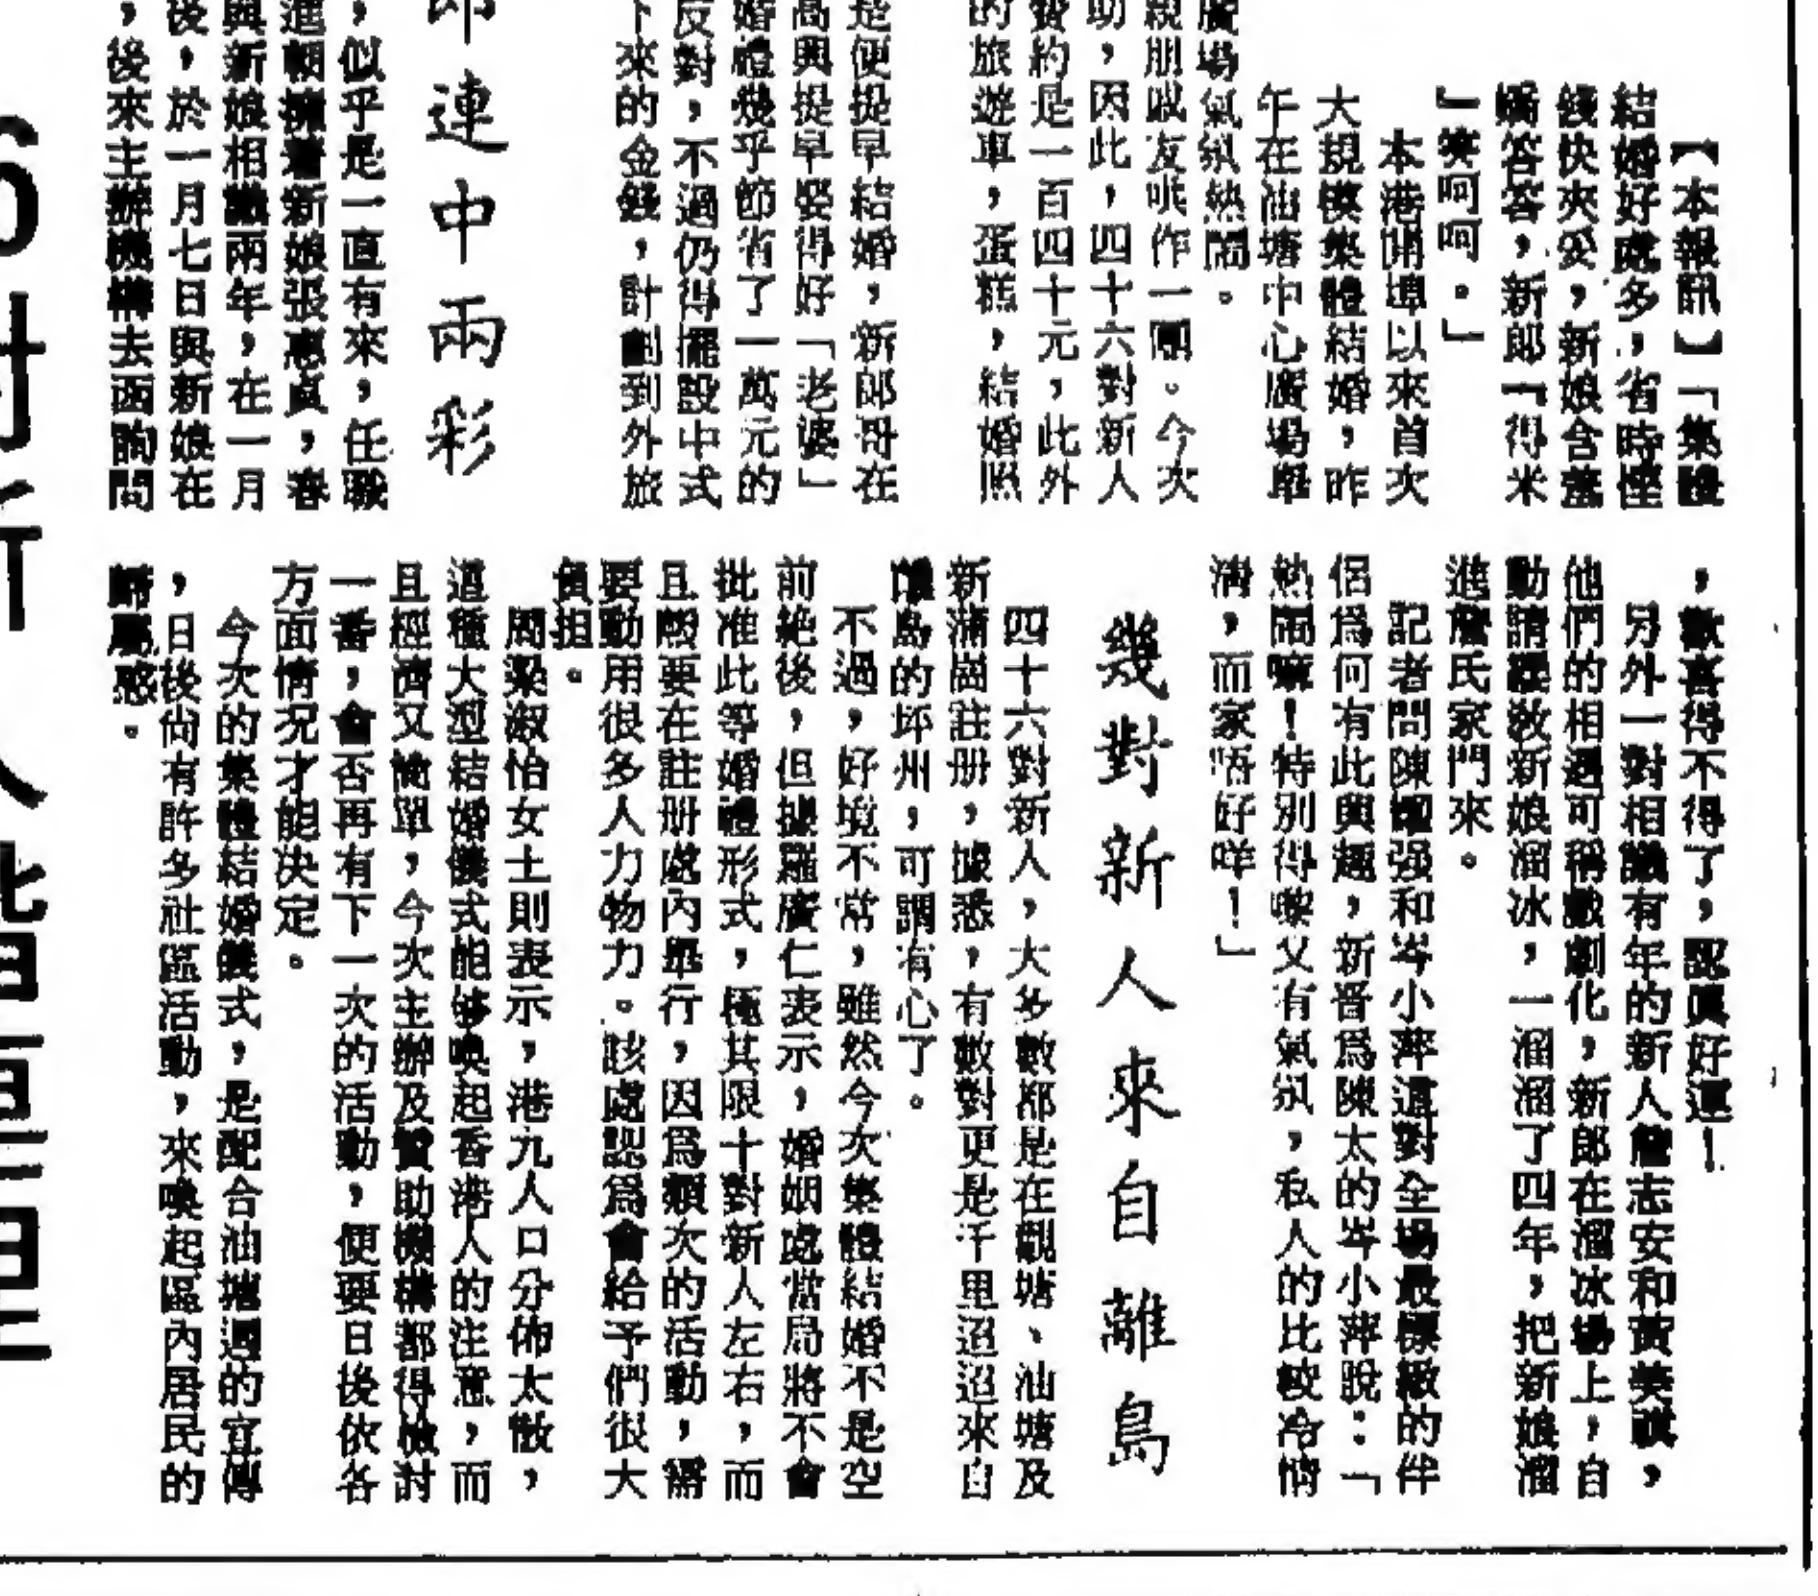 【本報訊】「集體
結婚好處多，省時慳
錢快夾妥，新娘含羞
嬌答答，新郎『得米
』笑呵呵。」
本港開埠以來首次
大規模集體結婚，昨
午在油塘中心廣場舉
廣場氣氛熱鬧。
親朋戚友哄作一團。今次
助，因此，四十六對新人
費約是一百四十元，此外
的旅遊車，蛋糕，結婚照
是便提早結婚，新郎哥在
高興提早娶得好「老婆」
婚禮幾乎節省了一萬元的
反對，不過仍得擺設中式
下來的金錢，計劃到外旅
郎連中兩彩
，似乎是一直有來，任職
進朝擁着新娘張惠貞，春
與新娘相識兩年，在一月
後，於一月七日與新娘在
，後來主辦機構去函詢問
，歡喜得不得了，認眞好運！
另外一對相識有年的新人詹志安和黃美
，他們的相遇可稱戲劇化，新郎在溜冰場上，自
動請纓敎新娘溜冰，一溜溜了四年，把新娘溜
進詹氏家門來。
記者問陳耀强和岑小萍這對全場最標緻的伴
侶爲何有此興趣，新晋爲陳太的岑小萍說：「
熱鬧嘛！特別得嚟又有氣氛，私人的比較冷悄
淸，而家唔好咩！」
幾對新人來自離島
四十六對新人，大多數都是在觀塘、油塘及
新蒲崗註册，據悉，有數對更是千里迢迢來自
離島的坪州，可謂有心了。
不過，好境不常，雖然今次集體結婚不是空
前絶後，但據羅廣仁表示，婚姻處當局將不會
批准此等婚禮形式，極其限十對新人左右，而
且旣要在註册處內舉行，因爲類次的活動，需
要動用很多人力物力。該處認爲會給予們很大
負担。
周梁淑怡女士則表示，港九人口分佈太散，
這種大型結婚儀式能够喚起香港人的注意，而
且經濟又簡單，今次主辦及贊助機構都得檢討
一番，會否再有下一次的活動，便要日後依各
方面情况才能決定。
今次的集體結婚儀式，是配合油塘週的宣傳
，日後尙有許多社區活動，來喚起區內居民的
歸屬感。